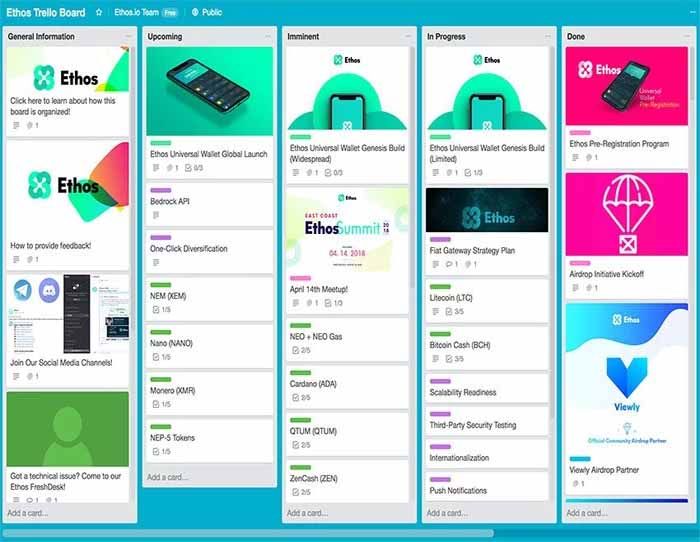 Ethos Trello Board
Ethos.io Team Free
Public
General Information
Ethos
Click here to learn about how this
board is organized!
1
Ethos
How to provide feedback!
1
Join Our Social Media Channels!
1
Got a technical issue? Come to our
Ethos FreshDesk!
1 1
Add a card...
Upcoming
Ethos Universal Wallet Global Launch
1 0/3
Bedrock API
One-Click Diversification
NEM (XEM)
1/5
Nano (NANO)
1/5
Monero (XMR)
1/5
NEP-5 Tokens
1/5
Add a card...
Imminent
Ethos
Ethos Universal Wallet Genesis Build
(Widespread)
1 0/3
Ethos
EAST COAST
EthosSummit 2018
04. 14. 2018
April 14th Meetup!
1 1/3
NEO + NEO Gas
2/5
Cardano (ADA)
2/5
QTUM (QTUM)
2/5
ZenCash (ZEN)
2/5
Add a card...
In Progress
Ethos
Ethos Universal Wallet Genesis Build
(Limited)
1 1/3
Ethos
Fiat Gateway Strategy Plan
1 1
Litecoin (LTC)
3/5
Bitcoin Cash (BCH)
3/5
Scalability Readiness
Third-Party Security Testing
Internationalization
Push Notifications
Add a card...
Done
Ethos
Universal
Wallet
Pre-Registration
Ethos Pre-Registration Program
1
Airdrop Initiative Kickoff
1
Ethos
Viewly
Official Community Airdrop Partner
Viewly Airdrop Partner
1
Add a card...